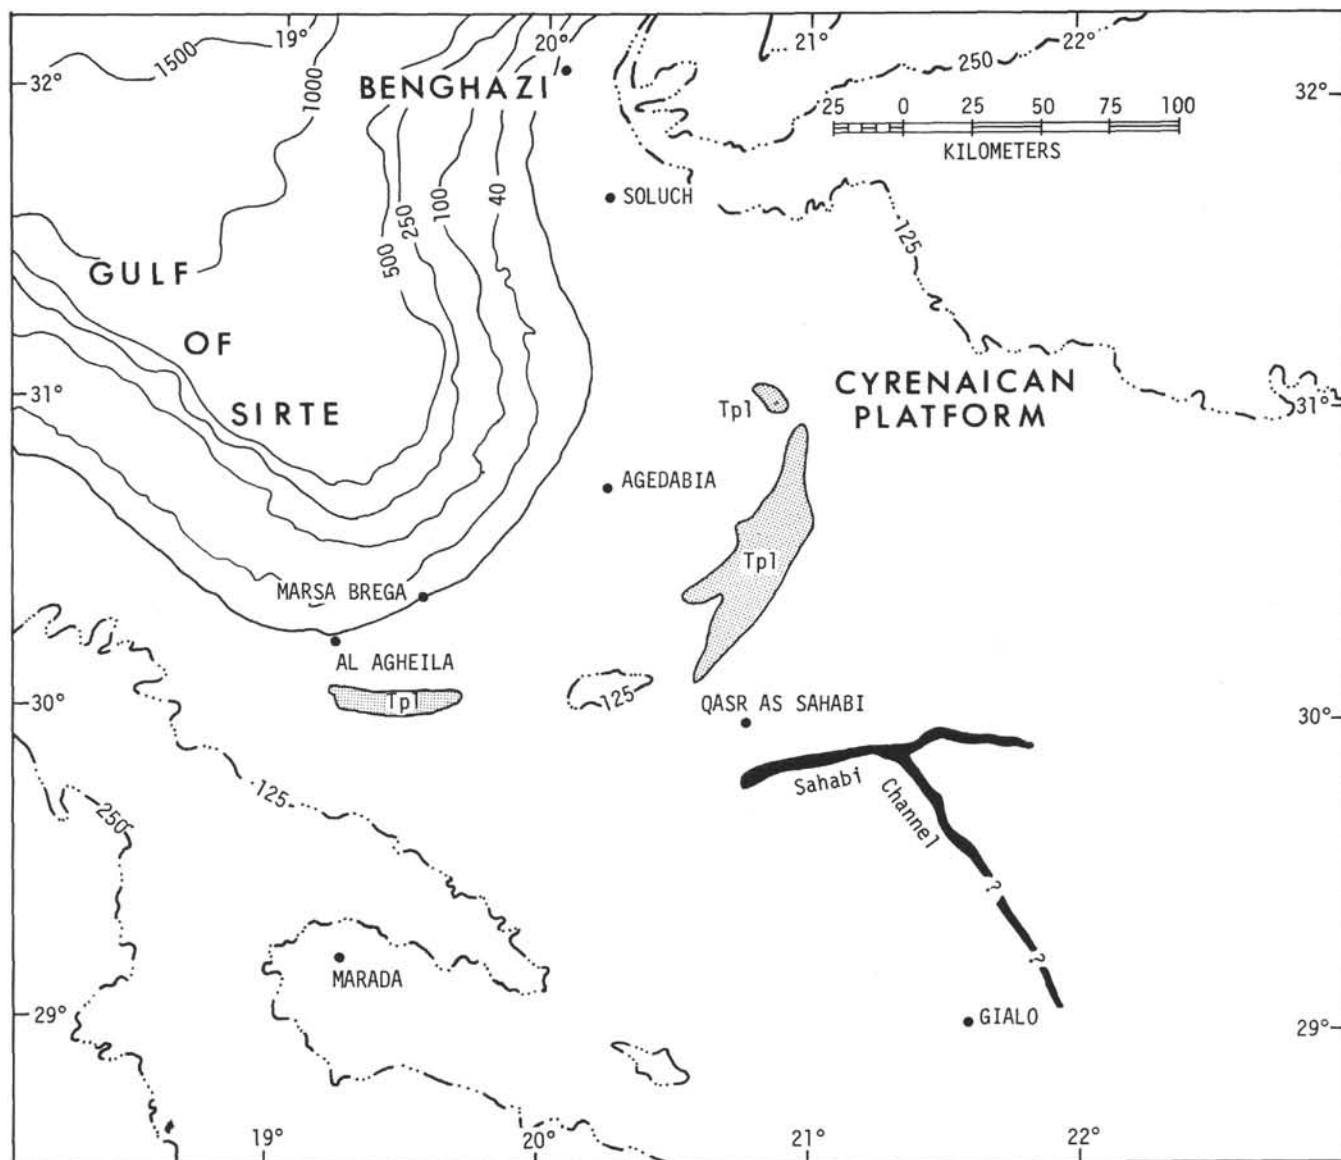 19°
20°
21°
22°
1500
1000
250
32°
BENGHAZI
32°
25 0 25 50 75 100
KILOMETERS
SOLUCH
40
100
250
500
125
GULF
OF
SIRTE
31°
CYRENAICAN
PLATFORM
31°
Tpl
AGEDABIA
Tpl
MARSA BREGA
AL AGHEILA
Tpl
125
30°
QASR AS SAHABI
30°
Sahabi
Channel
125
250
?
?
MARADA
29°
GIALO
29°
19°
20°
21°
22°